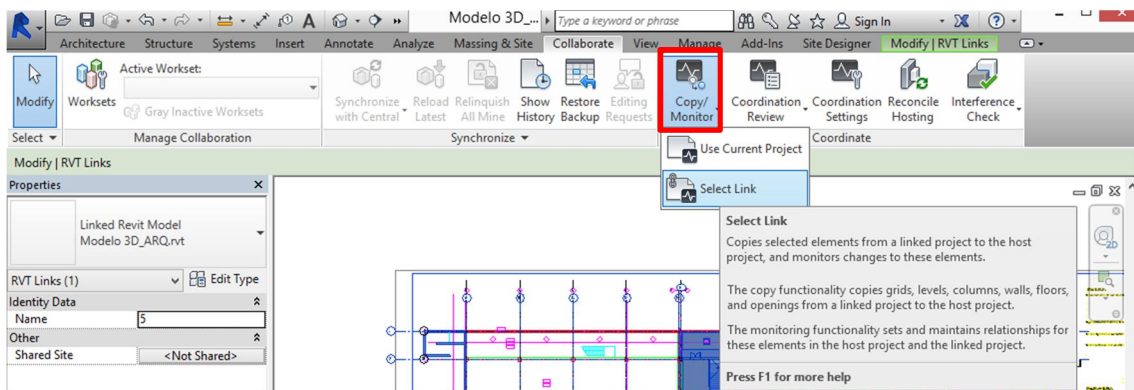 Modelo 3D_...
Type a keyword or phrase
Sign In
Architecture Structure Systems Insert Annotate Analyze Massing & Site Collaborate View Manage Add-Ins Site Designer Modify | RVT Links
Modify
Worksets
Active Workset:
Gray Inactive Worksets
Synchronize with Central
Reload Latest
Relinquish All Mine
Show History
Restore Backup
Editing Requests
Copy/ Monitor
Coordination Review
Coordination Settings
Reconcile Hosting
Interference Check
Select
Manage Collaboration
Synchronize
Coordinate
Use Current Project
Select Link
Modify | RVT Links
Properties
Linked Revit Model
Modelo 3D_ARQ.rvt
RVT Links (1)
Edit Type
Identity Data
Name 5
Other
Shared Site <Not Shared>
Select Link
Copies selected elements from a linked project to the host
project, and monitors changes to these elements.
The copy functionality copies grids, levels, columns, walls, floors,
and openings from a linked project to the host project.
The monitoring functionality sets and maintains relationships for
these elements in the host project and the linked project.
Press F1 for more help
2D